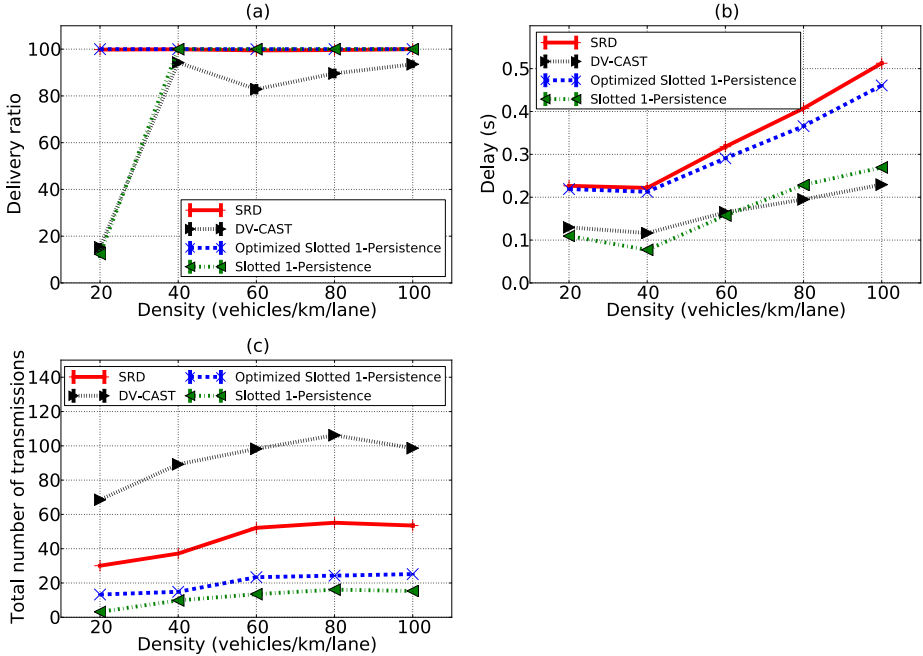 (a)
Delivery ratio
100
80
60
40
20
0
SRD
DV-CAST
Optimized Slotted 1-Persistence
Slotted 1-Persistence
20 40 60 80 100
Density (vehicles/km/lane)
(b)
Delay (s)
0.5
0.4
0.3
0.2
0.1
0.0
SRD
DV-CAST
Optimized Slotted 1-Persistence
Slotted 1-Persistence
20 40 60 80 100
Density (vehicles/km/lane)
(c)
Total number of transmissions
140
120
100
80
60
40
20
0
SRD
DV-CAST
Optimized Slotted 1-Persistence
Slotted 1-Persistence
20 40 60 80 100
Density (vehicles/km/lane)